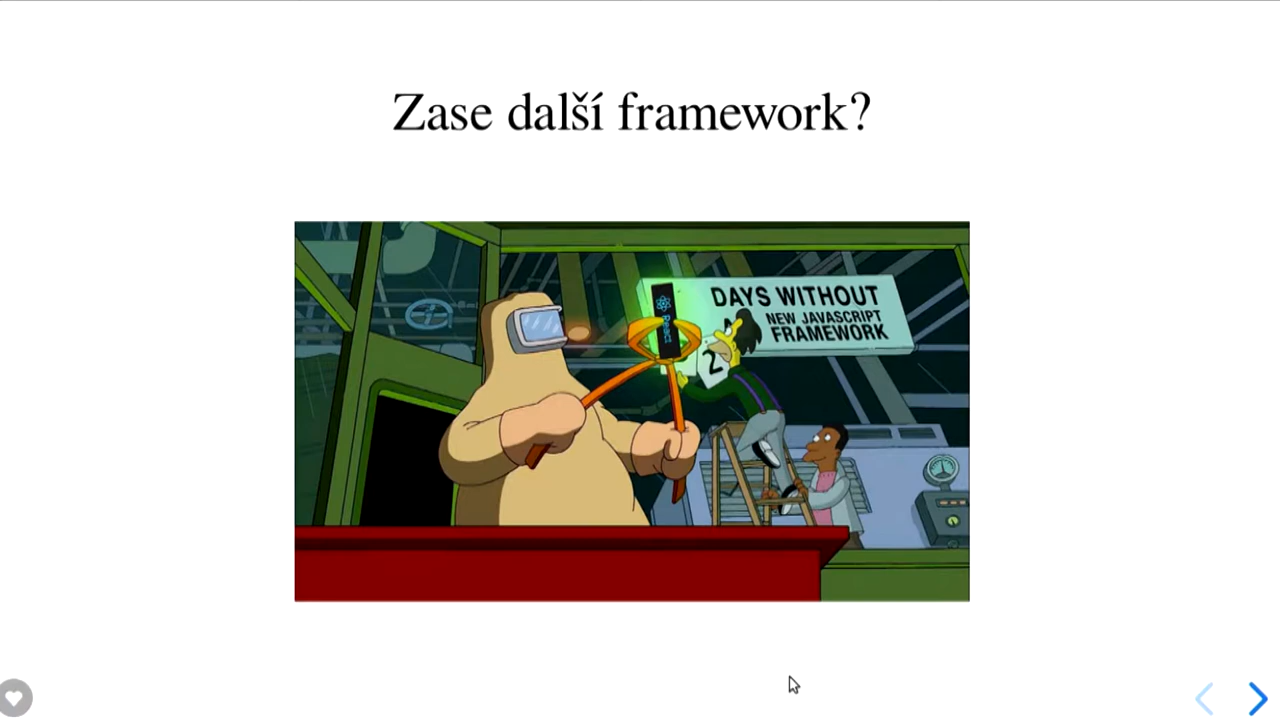 Zase další framework?
DAYS WITHOUT
NEW JAVASCRIPT
FRAMEWORK
React
2